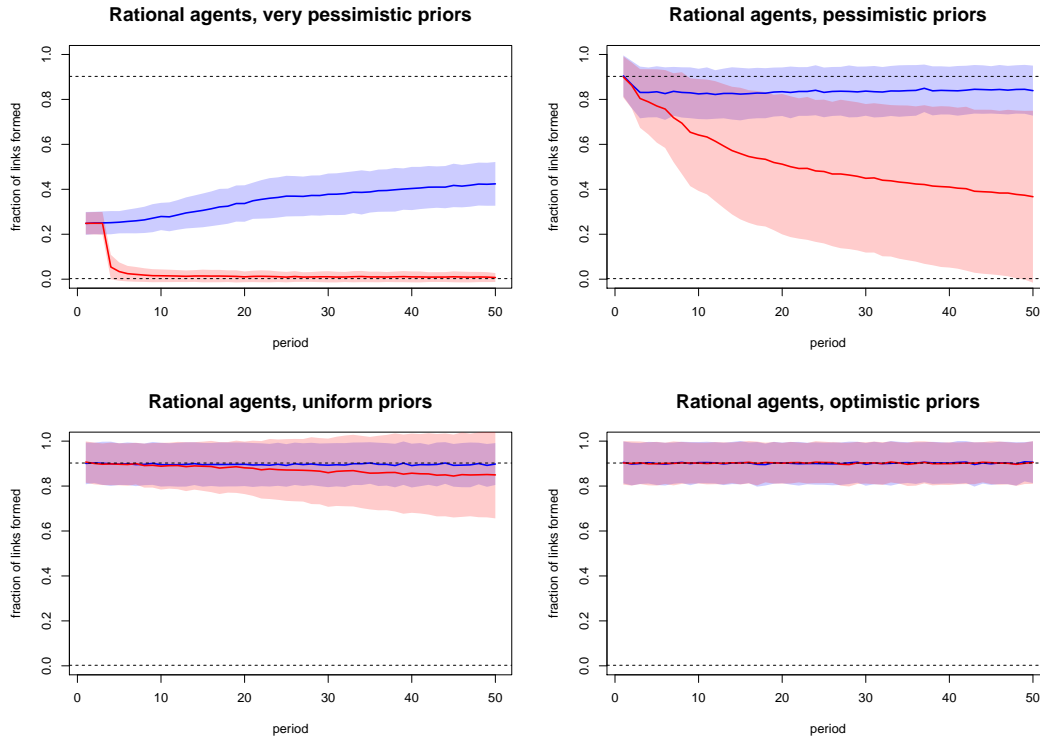 Rational agents, very pessimistic priors
fraction of links formed
0.0 0.2 0.4 0.6 0.8 1.0
0 10 20 30 40 50
period
Rational agents, pessimistic priors
fraction of links formed
0.0 0.2 0.4 0.6 0.8 1.0
0 10 20 30 40 50
period
Rational agents, uniform priors
fraction of links formed
0.0 0.2 0.4 0.6 0.8 1.0
0 10 20 30 40 50
period
Rational agents, optimistic priors
fraction of links formed
0.0 0.2 0.4 0.6 0.8 1.0
0 10 20 30 40 50
period